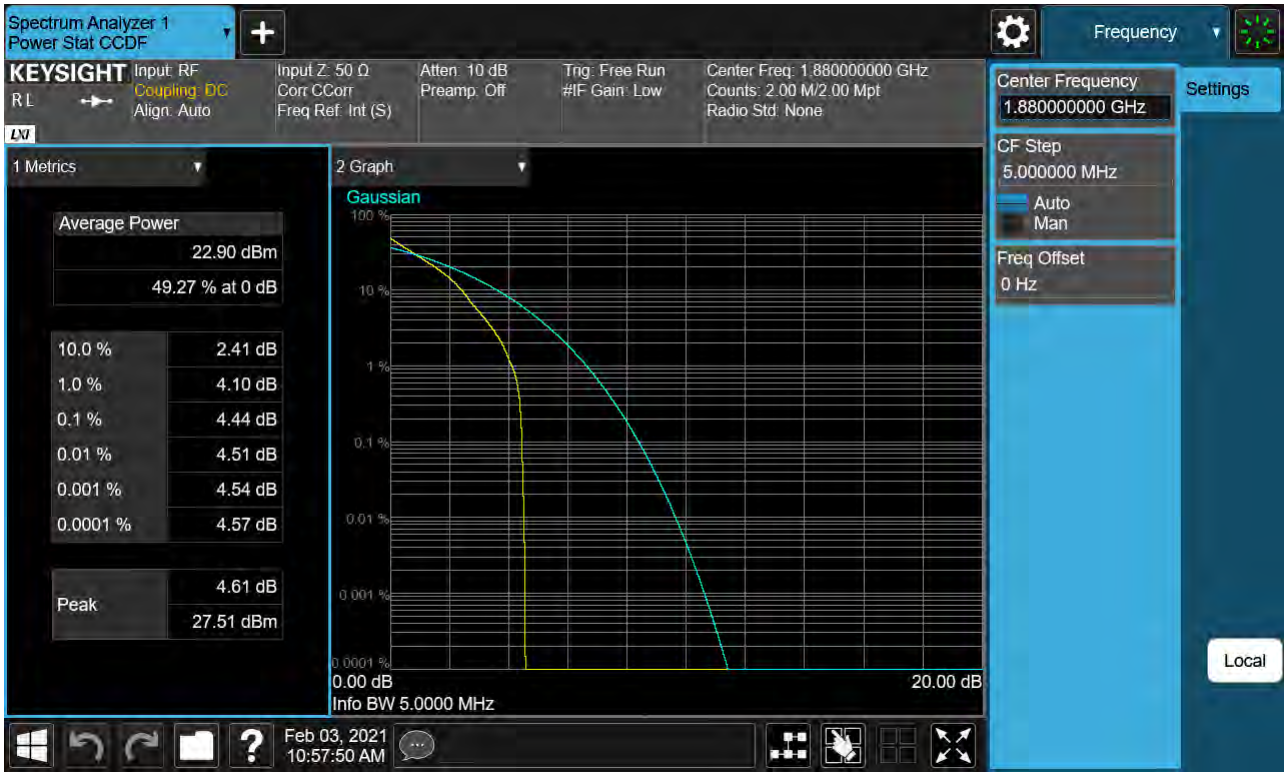 Spectrum Analyzer 1
Power Stat CCDF
Frequency
KEYSIGHT
RL
LXI
Input: RF
Coupling: DC
Align: Auto
Input Z: 50 Ω
Corr CCorr
Freq Ref: Int (S)
Atten: 10 dB
Preamp: Off
Trig: Free Run
#IF Gain: Low
Center Freq: 1.880000000 GHz
Counts: 2.00 M/2.00 Mpt
Radio Std: None
Center Frequency
1.880000000 GHz
Settings
CF Step
5.000000 MHz
Auto
Man
Freq Offset
0 Hz
1 Metrics
Average Power
22.90 dBm
49.27 % at 0 dB
10.0 % 2.41 dB
1.0 % 4.10 dB
0.1 % 4.44 dB
0.01 % 4.51 dB
0.001 % 4.54 dB
0.0001 % 4.57 dB
Peak
4.61 dB
27.51 dBm
2 Graph
Gaussian
100 %
10 %
1 %
0.1 %
0.01 %
0.001 %
0.0001 %
0.00 dB 20.00 dB
Info BW 5.0000 MHz
Local
?
Feb 03, 2021
10:57:50 AM